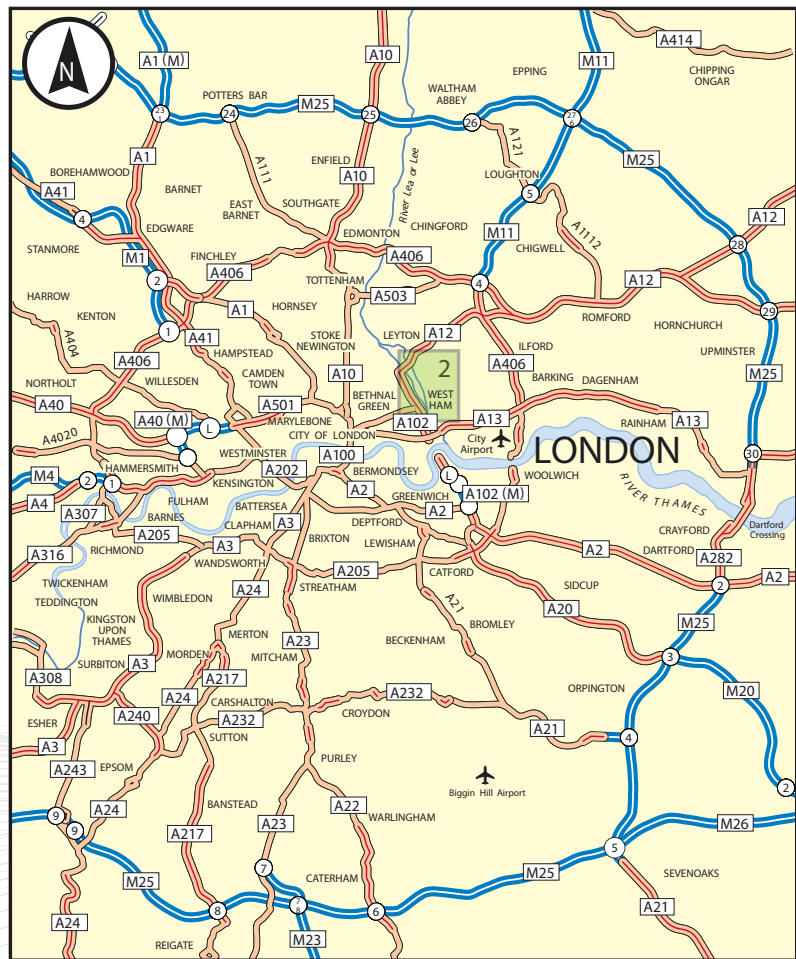 A414
A1 (M)
A10
M11
EPPING
CHIPPING
ONGAR
N
POTTERS BAR
M25
WALTHAM
ABBEY
23
1
24
25
26
27
6
A121
M25
A1
A111
ENFIELD
River Lea or Lee
LOUGHTON
BOREHAMWOOD
A41
BARNET
A10
5
EAST
BARNET
SOUTHGATE
CHINGFORD
A1112
A12
4
EDGWARE
EDMONTON
M11
CHIGWELL
28
STANMORE
M1
FINCHLEY
A406
A406
2
TOTTENHAM
4
A12
HARROW
KENTON
A1
HORNSEY
A503
ROMFORD
29
1
A41
STOKE
NEWINGTON
LEYTON
A12
HORNCHURCH
A404
A406
HAMPSTEAD
ILFORD
A406
UPMINSTER
NORTHOLT
WILLESDEN
CAMDEN
TOWN
A10
2
BARKING
DAGENHAM
M25
A40
A40 (M)
L
A501
BETHNAL
GREEN
WEST
HAM
MARYLEBONE
A102
A13
RAINHAM
A13
A4020
CITY OF LONDON
City
Airport
LONDON
WESTMINSTER
A100
30
M4
2
1
HAMMERSMITH
A202
BERMONDSEY
L
WOOLWICH
A4
KENSINGTON
A2
GREENWICH
A102 (M)
RIVER THAMES
A307
FULHAM
BATTERSEA
A2
BARNES
CLAPHAM
A3
DEPTFORD
CRAYFORD
Dartford
Crossing
A316
A205
BRIXTON
LEWISHAM
A2
DARTFORD
RICHMOND
A3
A282
WANDSWORTH
A205
CATFORD
2
A2
TWICKENHAM
STREATHAM
SIDCUP
TEDDINGTON
WIMBLEDON
A24
A21
A20
KINGSTON
UPON
THAMES
MERTON
A23
BROMLEY
M25
MORDEN
MITCHAM
BECKENHAM
3
SURBITON
A3
A308
A217
A24
ORPINGTON
M20
CARSHALTON
A232
A240
A232
CROYDON
ESHER
SUTTON
A21
4
A3
A243
EPSOM
PURLEY
Biggin Hill Airport
2
A24
BANSTEAD
A22
9
A23
WARLINGHAM
M26
9
A217
5
7
M25
CATERHAM
M25
SEVENOAKS
8
7
8
6
A21
A24
M23
REIGATE